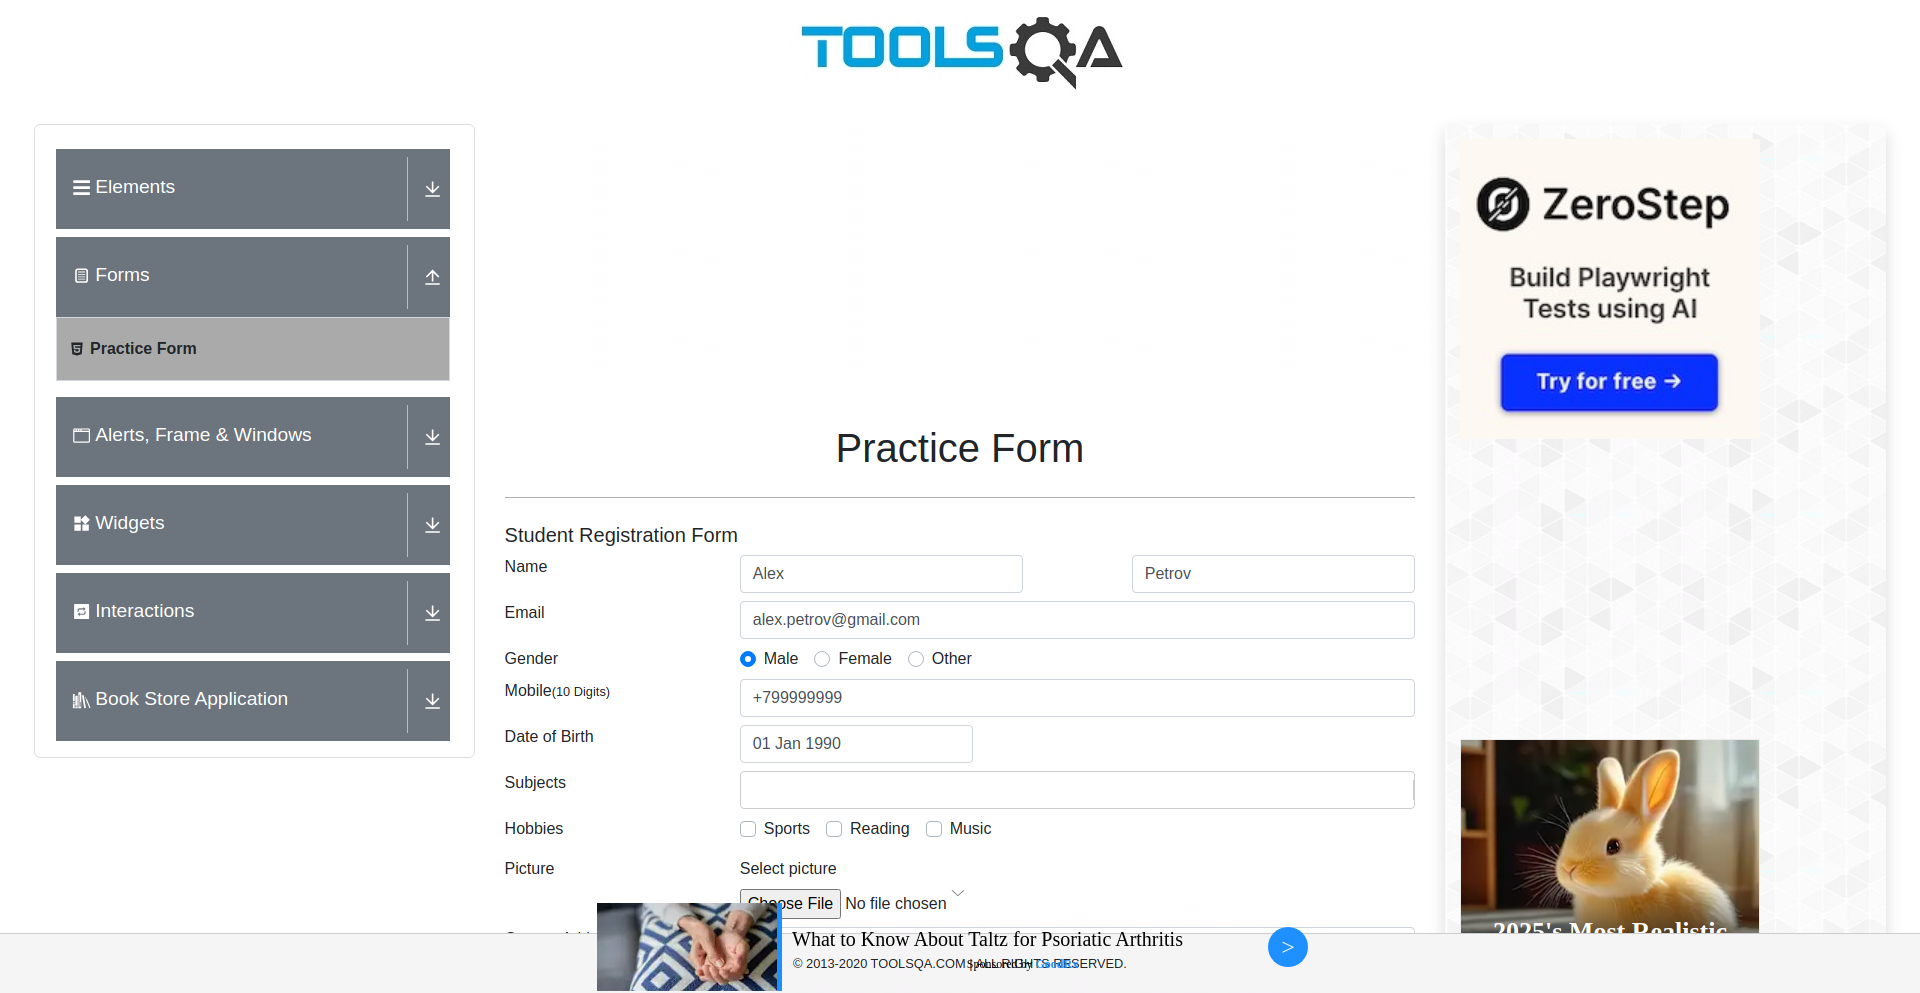 TOOLSQA
Elements
Forms
Practice Form
Alerts, Frame & Windows
Widgets
Interactions
Book Store Application
Practice Form
Student Registration Form
Name
Alex
Petrov
Email
alex.petrov@gmail.com
Gender
Male
Female
Other
Mobile(10 Digits)
+799999999
Date of Birth
01 Jan 1990
Subjects
Hobbies
Sports
Reading
Music
Picture
Select picture
Choose File No file chosen
ZeroStep
Build Playwright
Tests using AI
Try for free →
2025's Most Realistic
What to Know About Taltz for Psoriatic Arthritis
>
© 2013-2020 TOOLSQA.COM | ALL RIGHTS RESERVED.